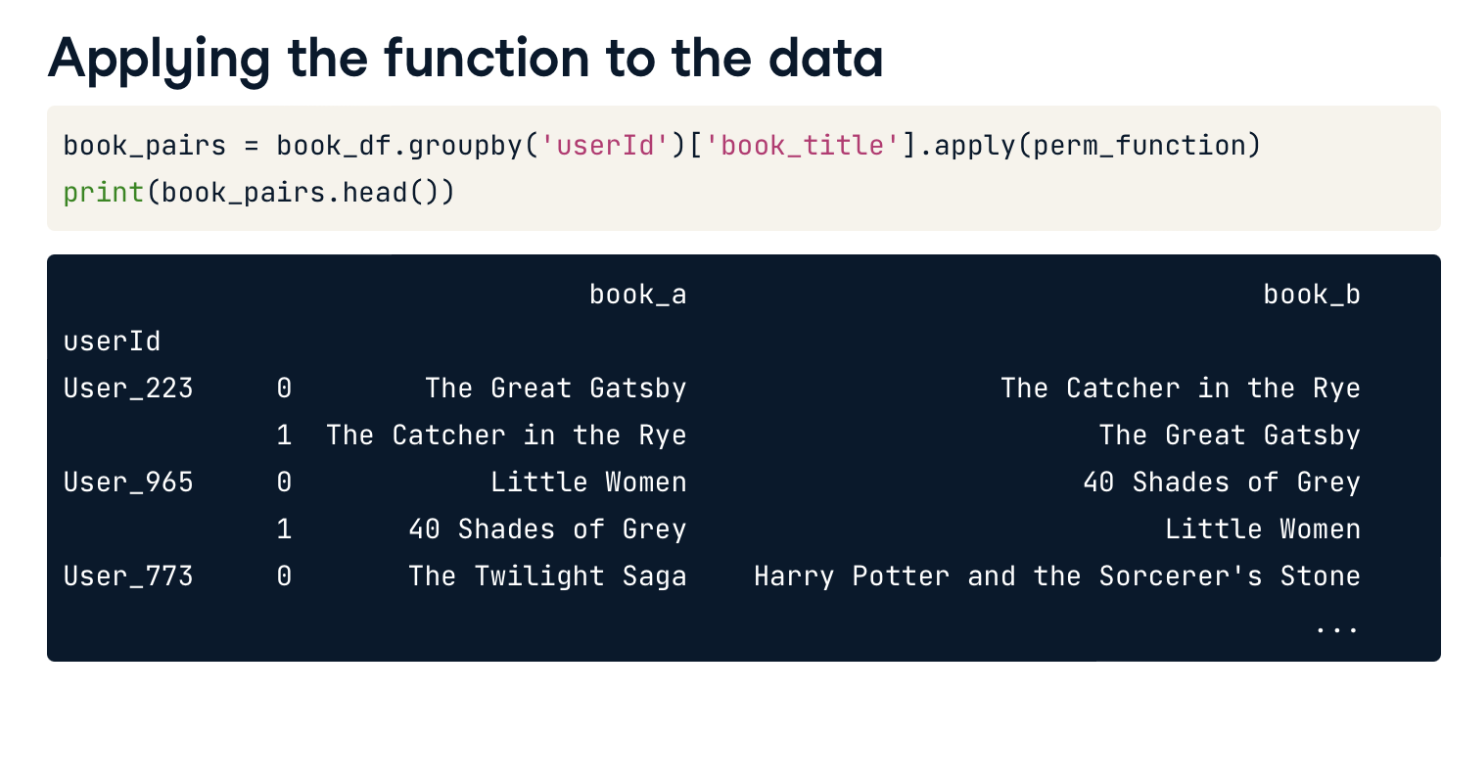 Applying the function to the data
book_pairs = book_df.groupby('userId')['book_title'].apply(perm_function)
print(book_pairs.head())
book_a book_b
userId
User_223 0 The Great Gatsby The Catcher in the Rye
1 The Catcher in the Rye The Great Gatsby
User_965 0 Little Women 40 Shades of Grey
1 40 Shades of Grey Little Women
User_773 0 The Twilight Saga Harry Potter and the Sorcerer's Stone
...